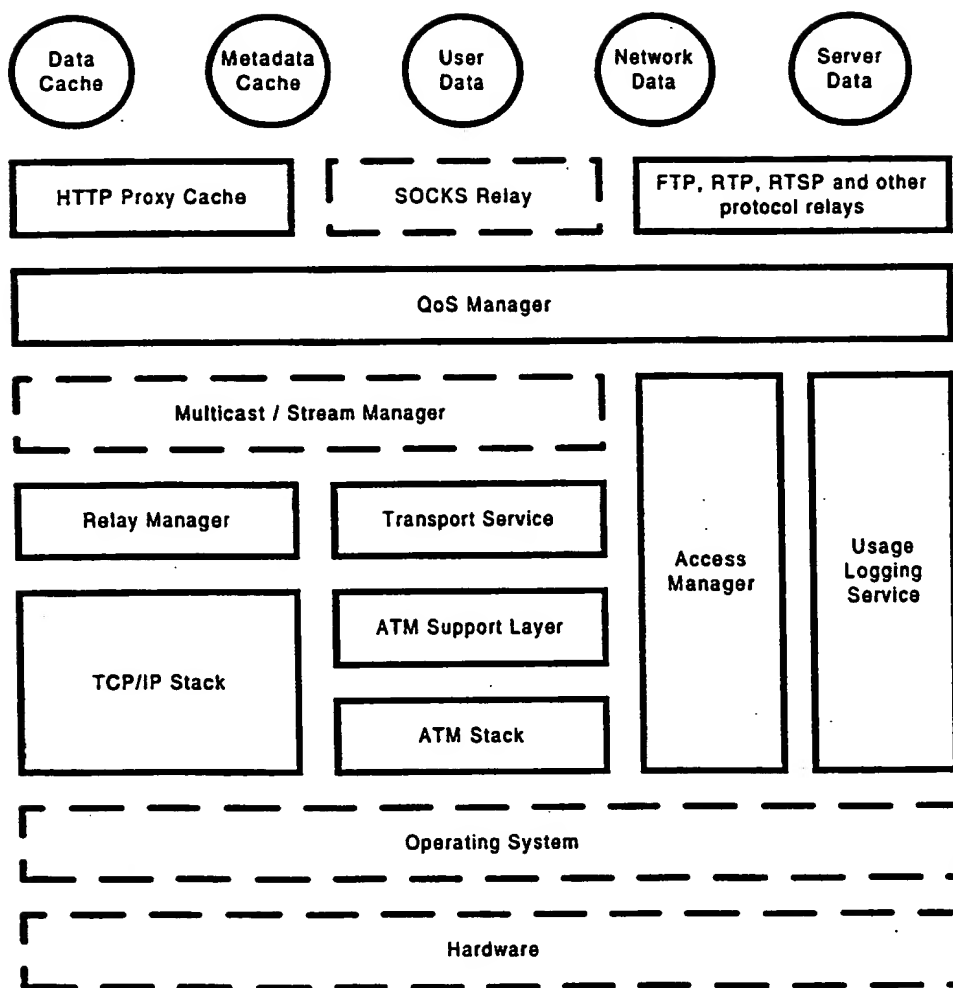 Data
Cache
Metadata
Cache
User
Data
Network
Data
Server
Data
HTTP Proxy Cache
SOCKS Relay
FTP, RTP, RTSP and other
protocol relays
QoS Manager
Multicast / Stream Manager
Relay Manager
Transport Service
Access
Manager
Usage
Logging
Service
ATM Support Layer
TCP/IP Stack
ATM Stack
Operating System
Hardware